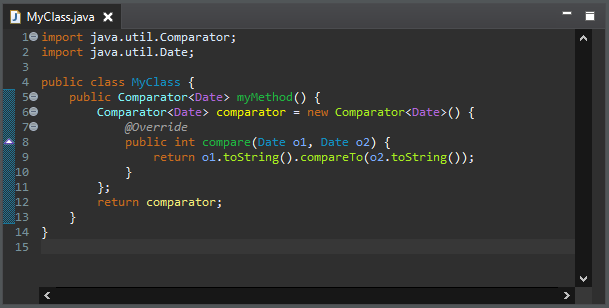 MyClass.java
1 import java.util.Comparator;
2 import java.util.Date;
3
4 public class MyClass {
5     public Comparator<Date> myMethod() {
6         Comparator<Date> comparator = new Comparator<Date>() {
7             @Override
8             public int compare(Date o1, Date o2) {
9                 return o1.toString().compareTo(o2.toString());
10             }
11         };
12         return comparator;
13     }
14 }
15